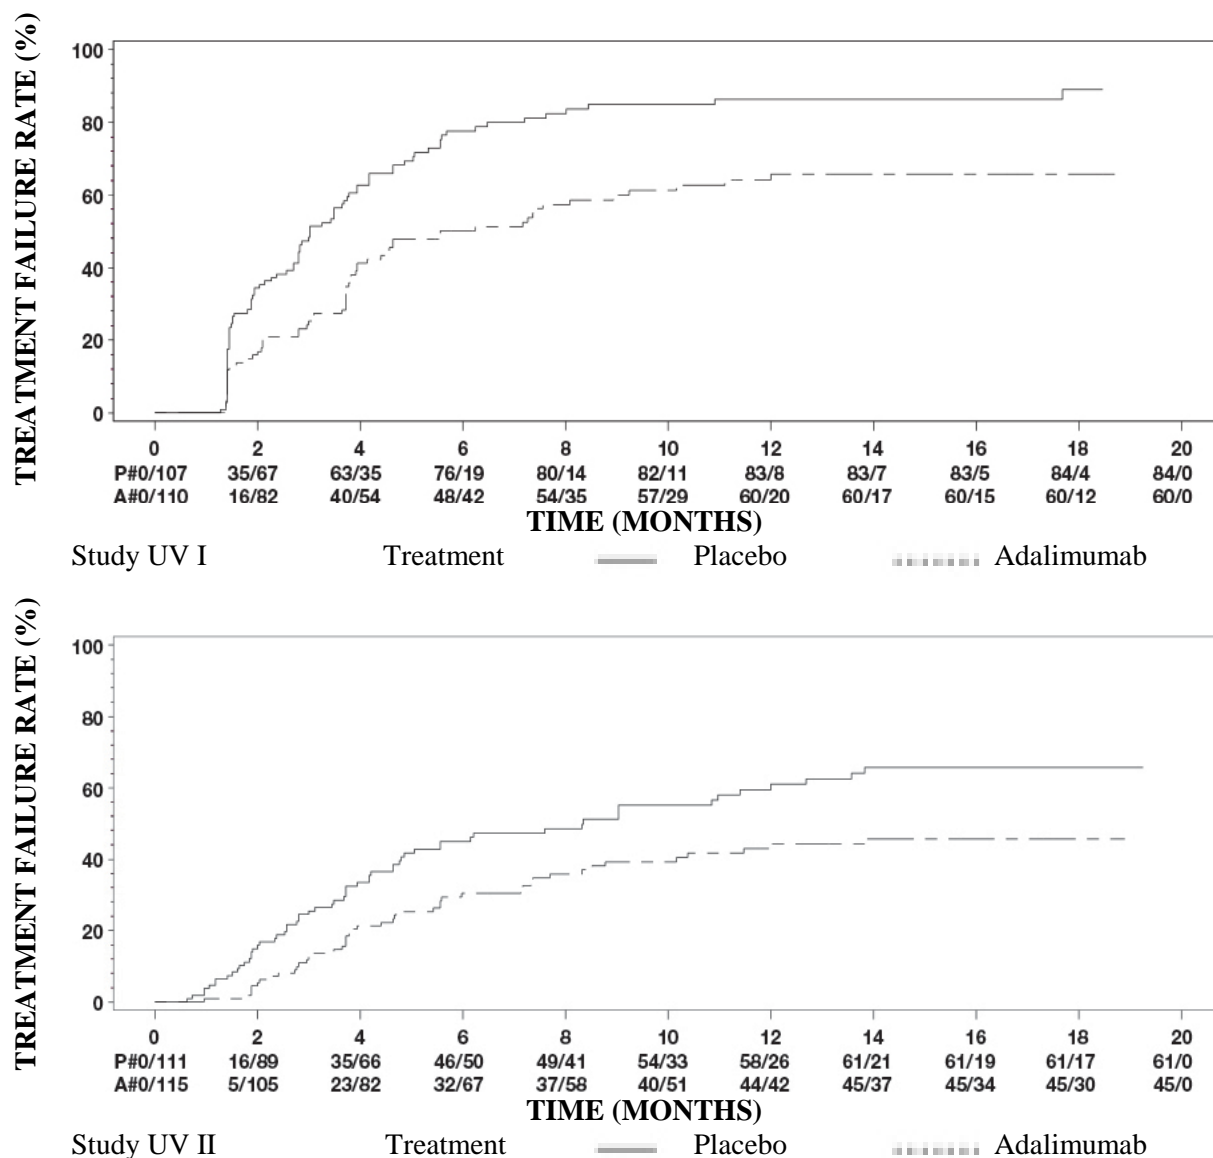 TREATMENT FAILURE RATE (%)
100
80
60
40
20
0
0 2 4 6 8 10 12 14 16 18 20
P#0/107 35/67 63/35 76/19 80/14 82/11 83/8 83/7 83/5 84/4 84/0
A#0/110 16/82 40/54 48/42 54/35 57/29 60/20 60/17 60/15 60/12 60/0
TIME (MONTHS)
Study UV I Treatment Placebo Adalimumab
TREATMENT FAILURE RATE (%)
100
80
60
40
20
0
0 2 4 6 8 10 12 14 16 18 20
P#0/111 16/89 35/66 46/50 49/41 54/33 58/26 61/21 61/19 61/17 61/0
A#0/115 5/105 23/82 32/67 37/58 40/51 44/42 45/37 45/34 45/30 45/0
TIME (MONTHS)
Study UV II Treatment Placebo Adalimumab